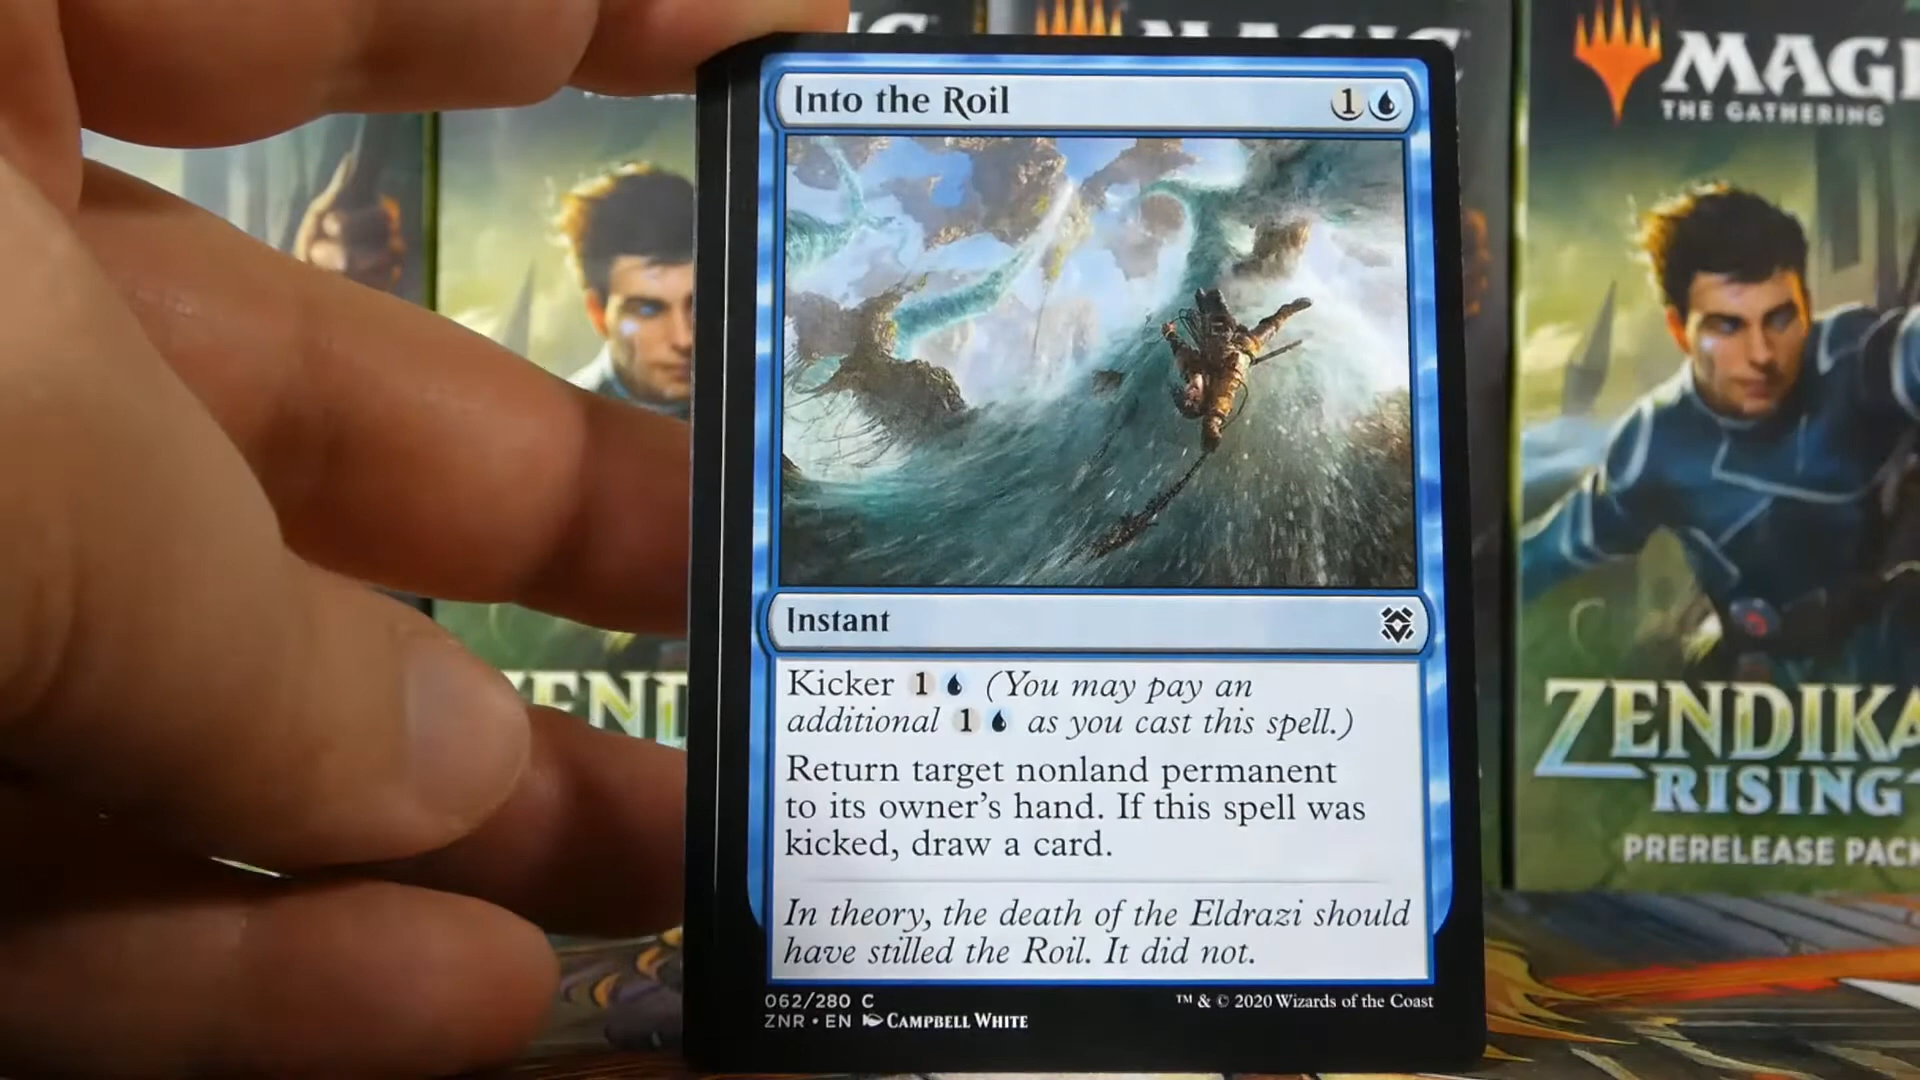 Into the Roil 1
Instant
Kicker 1 (You may pay an
additional 1 as you cast this spell.)
Return target nonland permanent
to its owner's hand. If this spell was
kicked, draw a card.
In theory, the death of the Eldrazi should
have stilled the Roil. It did not.
062/280 C
ZNR • EN CAMPBELL WHITE
™ & © 2020 Wizards of the Coast
MAGI
THE GATHERING
ZENDIKA
RISING
PRERELEASE PACK
MAGIC
ZEND